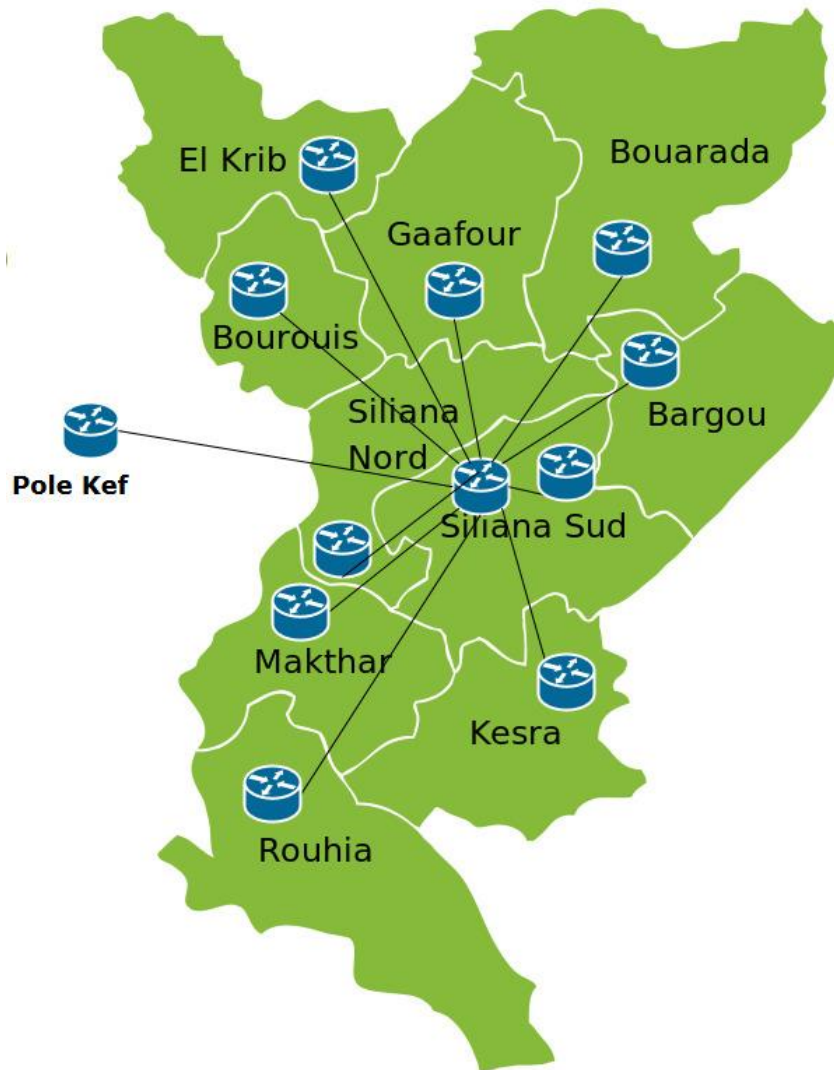 El Krib
Bouarada
Gaafour
Bourouis
Siliana
Nord
Bargou
Pole Kef
Siliana Sud
Makthar
Kesra
Rouhia